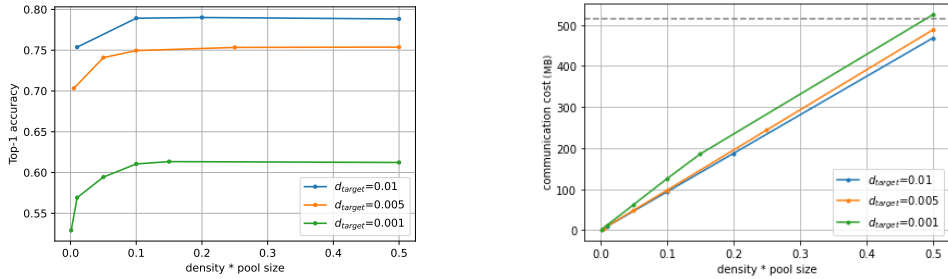 0.80
0.75
0.70
0.65
0.60
0.55
Top-1 accuracy
0.0 0.1 0.2 0.3 0.4 0.5
density * pool size
d_target=0.01
d_target=0.005
d_target=0.001
500
400
300
200
100
0
communication cost (MB)
0.0 0.1 0.2 0.3 0.4 0.5
density * pool size
d_target=0.01
d_target=0.005
d_target=0.001